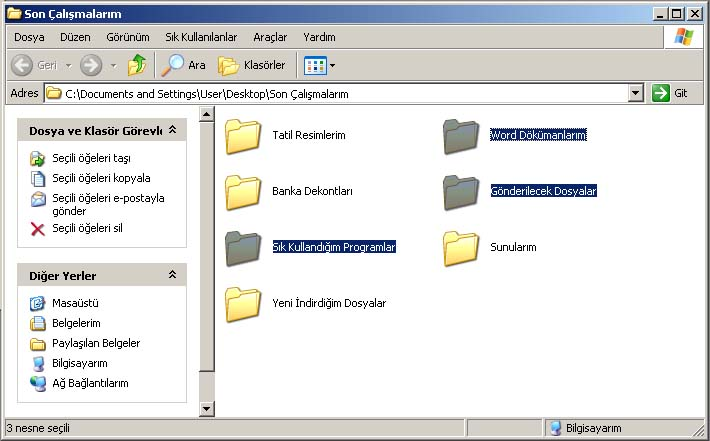 Son Çalışmalarım
Dosya Düzen Görünüm Sık Kullanılanlar Araçlar Yardım
Geri Ara Klasörler
Adres C:\Documents and Settings\User\Desktop\Son Çalışmalarım Git
Dosya ve Klasör Görevle
Seçili öğeleri taşı
Seçili öğeleri kopyala
Seçili öğeleri e-postayla
gönder
Seçili öğeleri sil
Diğer Yerler
Masaüstü
Belgelerim
Paylaşılan Belgeler
Bilgisayarım
Ağ Bağlantılarım
Tatil Resimlerim Word Dökümanlarım
Banka Dekontları Gönderilecek Dosyalar
Sık Kullandığım Programlar Sunularım
Yeni İndirdiğim Dosyalar
3 nesne seçili Bilgisayarım